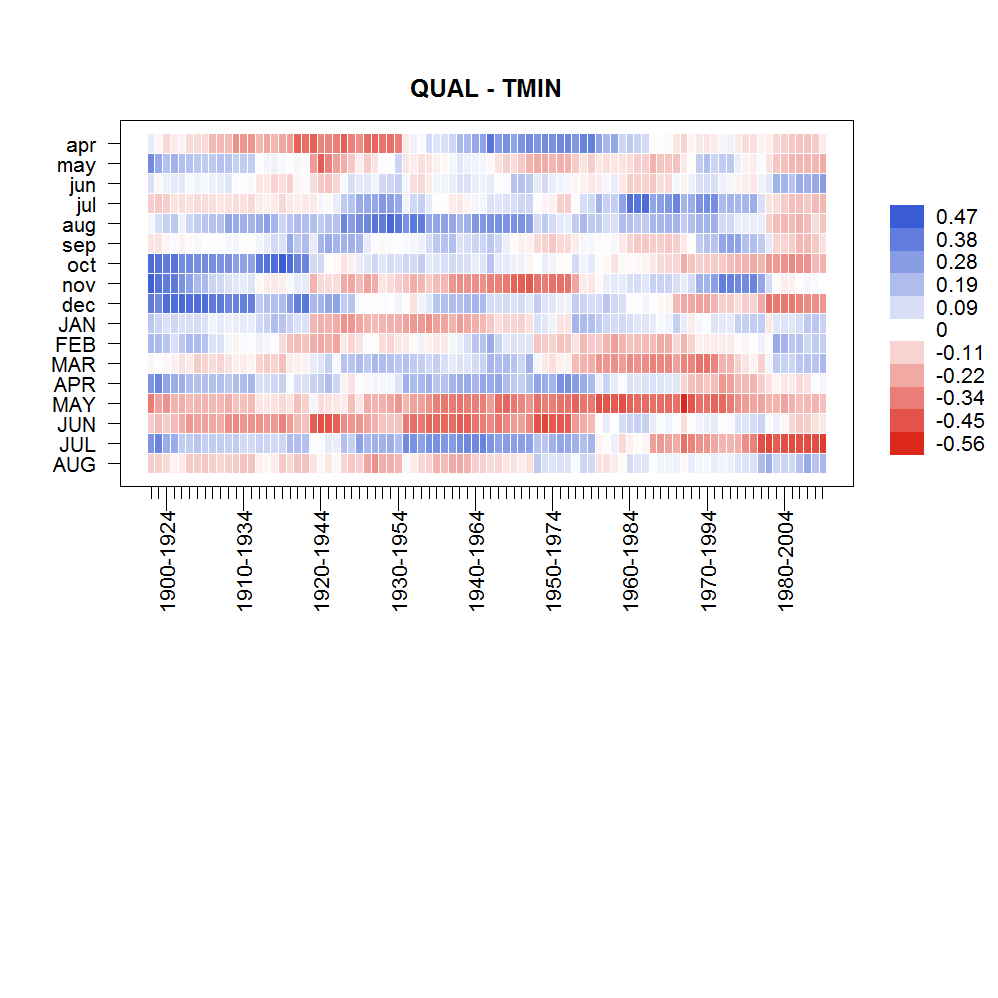 QUAL - TMIN
apr
may
jun
jul
aug
sep
oct
nov
dec
JAN
FEB
MAR
APR
MAY
JUN
JUL
AUG
0.47
0.38
0.28
0.19
0.09
0
-0.11
-0.22
-0.34
-0.45
-0.56
1900-1924
1910-1934
1920-1944
1930-1954
1940-1964
1950-1974
1960-1984
1970-1994
1980-2004